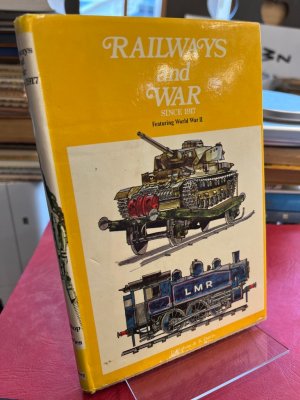 RAILWAYS
and
WAR
SINCE 1917
Featuring World War II
LMR